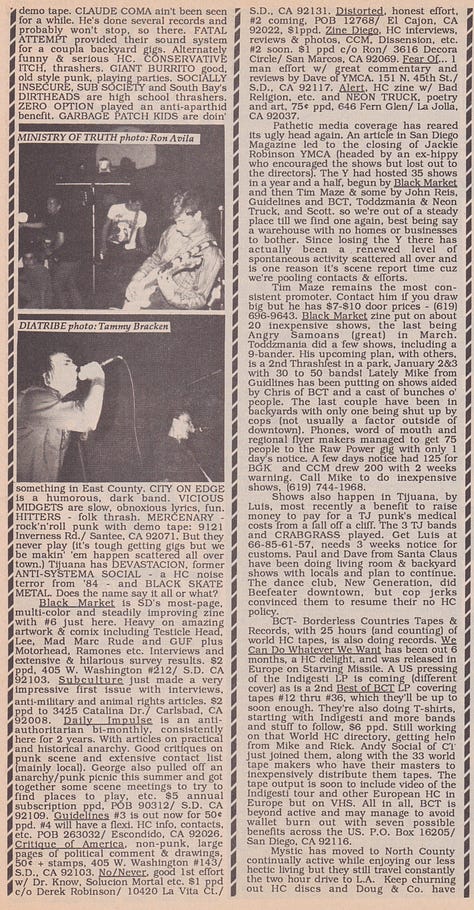 demo tape. CLAUDE COMA ain't been seen
for a while. He's done several records and
probably won't stop, so there. FATAL
ATTEMPT provided their sound system
for a coupla backyard gigs. Alternately
funny & serious HC. CONSERVATIVE
ITCH, thrashers. GIANT BURITO good,
old style punk, playing parties. SOCIALLY
INSECURE, SUB SOCIETY and South Bay's
DIRTHEADS are high school thrashers.
ZERO OPTION played an anti-parthid
benefit. GARBAGE PATCH KIDS are doin'
MINISTRY OF TRUTH photo: Ron Avila
DIATRIBE photo: Tammy Bracken
something in East County. CITY ON EDGE
is a humorous, dark band. VICIOUS
MIDGETS are slow, obnoxious lyrics, fun.
HITTERS - folk thrash. MERCENARY -
rock'n'roll punk with demo tape: 9121
Inverness Rd./ Santee, CA 92071. But they
never play (it's tough getting gigs but we
be makin' 'em happen scattered all over
town.) Tijuana has DEVASTACION, former
ANTI-SYSTEMA SOCIAL - a HC noise
terror from '84 - and BLACK SKATE
METAL. Does the name say it all or what?
Black Market is SD's most-page,
multi-color and steadily improving zine
with #6 just here. Heavy on amazing
artwork & comix including Testicle Head,
Lee, Mad Marc Rude and GUF plus
Motorhead, Ramones etc. Interviews and
extensive & hilarious survey results. $2
ppd, 405 W. Washington #212/ S.D. CA
92103. Subculture just made a very
impressive first issue with interviews,
anti-military and animal rights articles. $2
ppd to 3425 Catalina Dr./ Carlsbad, CA
92008. Daily Impulse is an anti-
authoritarian bi-monthly, consistently
here for 2 years. With articles on practical
and historical anarchy. Good critiques on
punk scene and extensive contact list
(mainly local). George also pulled off an
anarchy/punk picnic this summer and got
together some scene meetings to try to
find places to play, etc. $5 annual
subscription ppd. POB 90312/ S.D. CA
92109. Guidelines #3 is out now for 50¢
ppd. #4 will have a flexi. HC info, contacts,
etc. POB 263032/ Escondido, CA 92026.
Critique of America, non-punk, large
pages of political comment & drawings,
50¢ + stamps, 405 W. Washington #143/
S.D., CA 92103. No/Never, good 1st effort
w/ Dr. Know, Solucion Mortal etc. $1 ppd
c/o Derek Robinson/ 10420 La Vita Ct./
S.D., CA 92131. Distorted, honest effort,
#2 coming, POB 12768/ El Cajon, CA
92022, $1ppd. Zine Diego, HC interviews,
reviews & photos, CCM, Dissension, etc.
#2 soon. $1 ppd c/o Ron/ 3616 Decora
Circle/ San Marcos, CA 92069. Fear Of... 1
man effort w/ great commentary and
reviews by Dave of YMCA. 151 N. 45th St./
S.D., CA 92117. Alert, HC zine w/ Bad
Religion, etc. and NEON TRUCK, poetry
and art, 75¢ ppd, 646 Fern Glen/ La Jolla,
CA 92037.
Pathetic media coverage has reared
its ugly head again. An article in San Diego
Magazine led to the closing of Jackie
Robinson YMCA (headed by an ex-hippy
who encouraged the shows but lost out to
the directors). The Y had hosted 35 shows
in a year and a half, begun by Black Market
and then Tim Maze & some by John Reis,
Guidelines and BCT, Toddzmania & Neon
Truck, and Scott. so we're out of a steady
place till we find one again, best being say
a warehouse with no homes or businesses
to bother. Since losing the Y there has
actually been a renewed level of
spontaneous activity scattered all over and
is one reason it's scene report time cuz
we're pooling contacts & efforts.
Tim Maze remains the most con-
sistent promoter. Contact him if you draw
big but he has $7-$10 door prices - (619)
696-9643. Black Market zine put on about
20 inexpensive shows, the last being
Angry Samoans (great) in March.
Toddzmania did a few shows, including a
9-bander. His upcoming plan, with others,
is a 2nd Thrashfest in a park, January 2&3
with 30 to 50 bands! Lately Mike from
Guidlines has been putting on shows aided
by Chris of BCT and a cast of bunches o'
people. The last couple have been in
backyards with only one being shut up by
cops (not usually a factor outside of
downtown). Phones, word of mouth and
regional flyer makers managed to get 75
people to the Raw Power gig with only 1
day's notice. A few days notice had 125 for
BGK and CCM drew 200 with 2 weeks
warning. Call Mike to do inexpensive
shows, (619) 744-1968.
Shows also happen in Tijuana, by
Luis, most recently a benefit to raise
money to pay for a TJ punk's medical
costs from a fall off a cliff. The 3 TJ bands
and CRABGRASS played. Get Luis at
66-85-61-57, needs 3 weeks notice for
customs. Paul and Dave from Santa Claus
have been doing living room & backyard
shows with locals and plan to continue.
The dance club, New Generation, did
Beefeater downtown, but cop jerks
convinced them to resume their no HC
policy.
BCT- Borderless Countries Tapes &
Records, with 25 hours (and counting) of
world HC tapes, is also doing records. We
Can Do Whatever We Want has been out 6
months, a HC delight, and was released in
Europe on Starving Missile. A US pressing
of the Indigesti LP is coming (different
cover) as is a 2nd Best of BCT LP covering
tapes #12 thru #36, which they'll be up to
soon enough. They're also doing T-shirts,
starting with Indigesti and more bands
and stuff to follow, $6 ppd. Still working
on that World HC directory, getting help
from Mike and Rick. Andy Social of CT
just joined them, along with the 33 world
tape makers who have their masters to
inexpensively distribute them tapes. The
tape output is soon to include video of the
Indigesti tour and other European HC in
Europe but on VHS. All in all, BCT is
beyond active and may manage to avoid
wallet burn out with seven possible
benefits across the US. P.O. Box 16205/
San Diego, CA 92116.
Mystic has moved to North County
continually active while enjoying our less
hectic living but they still travel constantly
the two hour drive to L.A. Keep churning
out HC discs and Doug & Co. have